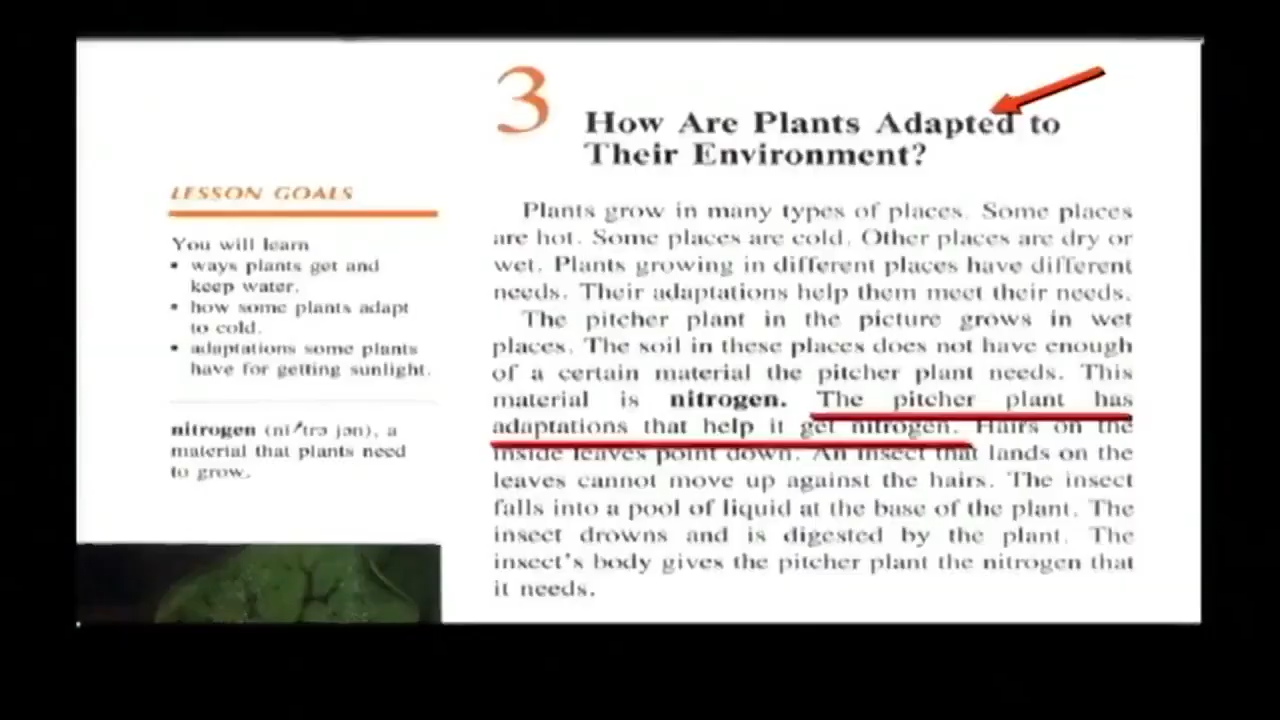 3
How Are Plants Adapted to
Their Environment?
LESSON GOALS
You will learn
• ways plants get and
keep water.
• how some plants adapt
to cold.
• adaptations some plants
have for getting sunlight.
nitrogen (nī′trə jən), a
material that plants need
to grow.
Plants grow in many types of places. Some places
are hot. Some places are cold. Other places are dry or
wet. Plants growing in different places have different
needs. Their adaptations help them meet their needs.
The pitcher plant in the picture grows in wet
places. The soil in these places does not have enough
of a certain material the pitcher plant needs. This
material is nitrogen. The pitcher plant has
adaptations that help it get nitrogen. Hairs on the
inside leaves point down. An insect that lands on the
leaves cannot move up against the hairs. The insect
falls into a pool of liquid at the base of the plant. The
insect drowns and is digested by the plant. The
insect's body gives the pitcher plant the nitrogen that
it needs.